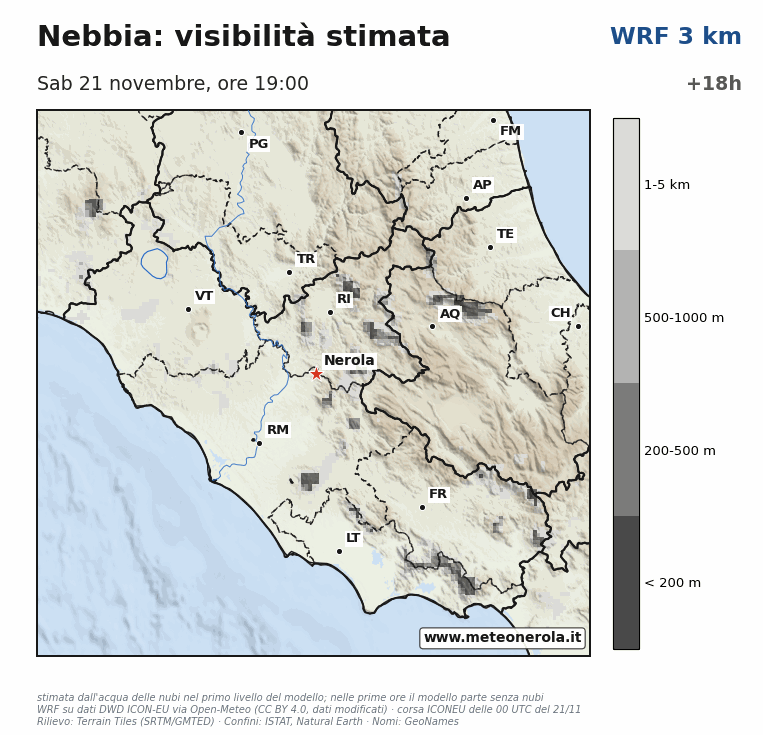 Nebbia: visibilità stimata
WRF 3 km
Sab 21 novembre, ore 19:00
+18h
FM
PG
AP
TE
TR
VT
RI
AQ
CH
Nerola
RM
FR
LT
www.meteonerola.it
1-5 km
500-1000 m
200-500 m
< 200 m
stimata dall'acqua delle nubi nel primo livello del modello; nelle prime ore il modello parte senza nubi
WRF su dati DWD ICON-EU via Open-Meteo (CC BY 4.0, dati modificati) · corsa ICONEU delle 00 UTC del 21/11
Rilievo: Terrain Tiles (SRTM/GMTED) · Confini: ISTAT, Natural Earth · Nomi: GeoNames